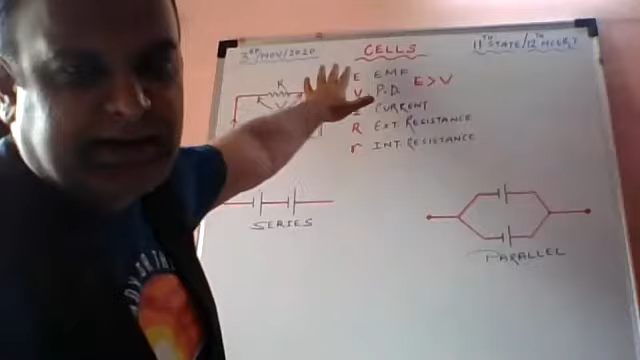 3RD NOV/2020
CELLS
11TH STATE/12TH NCERT
E EMF
V P.D. E>V
I CURRENT
R EXT. RESISTANCE
r INT. RESISTANCE
R
V
SERIES
PARALLEL